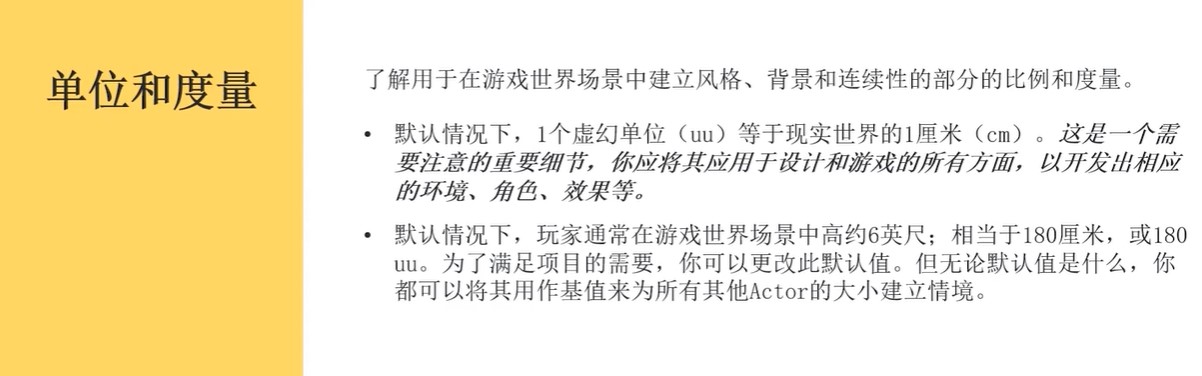 单位和度量
了解用于在游戏世界场景中建立风格、背景和连续性的部分的比例和度量。
• 默认情况下，1个虚幻单位（uu）等于现实世界的1厘米（cm）。这是一个需
要注意的重要细节，你应将其应用于设计和游戏的所有方面，以开发出相应
的环境、角色、效果等。
• 默认情况下，玩家通常在游戏世界场景中高约6英尺；相当于180厘米，或180
uu。为了满足项目的需要，你可以更改此默认值。但无论默认值是什么，你
都可以将其用作基值来为所有其他Actor的大小建立情境。